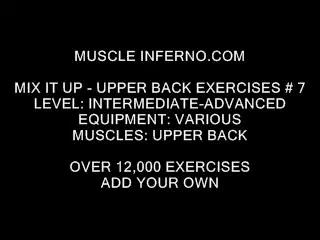 MUSCLE INFERNO.COM
MIX IT UP - UPPER BACK EXERCISES # 7
LEVEL: INTERMEDIATE-ADVANCED
EQUIPMENT: VARIOUS
MUSCLES: UPPER BACK
OVER 12,000 EXERCISES
ADD YOUR OWN